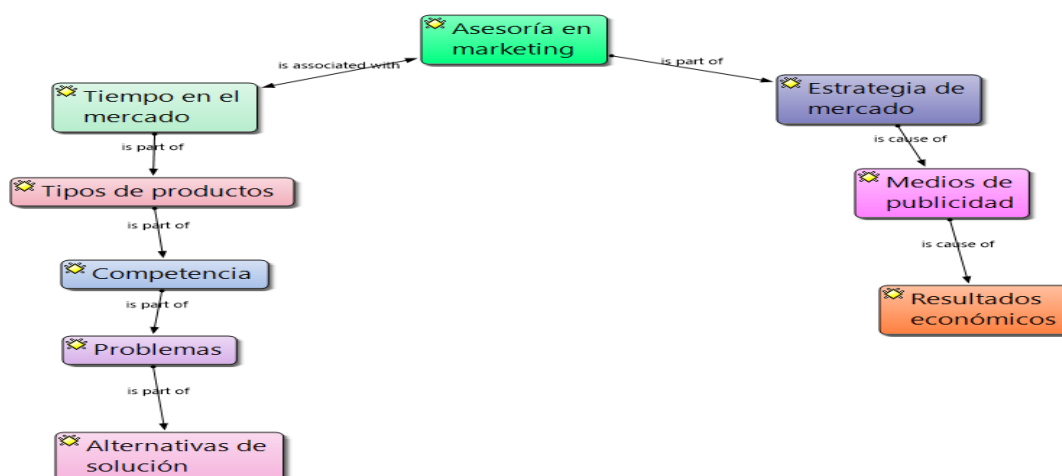 Asesoría en
marketing
is associated with
is part of
Tiempo en el
mercado
Estrategia de
mercado
is part of
is cause of
Tipos de productos
Medios de
publicidad
is part of
is cause of
Competencia
Resultados
económicos
is part of
Problemas
is part of
Alternativas de
solución